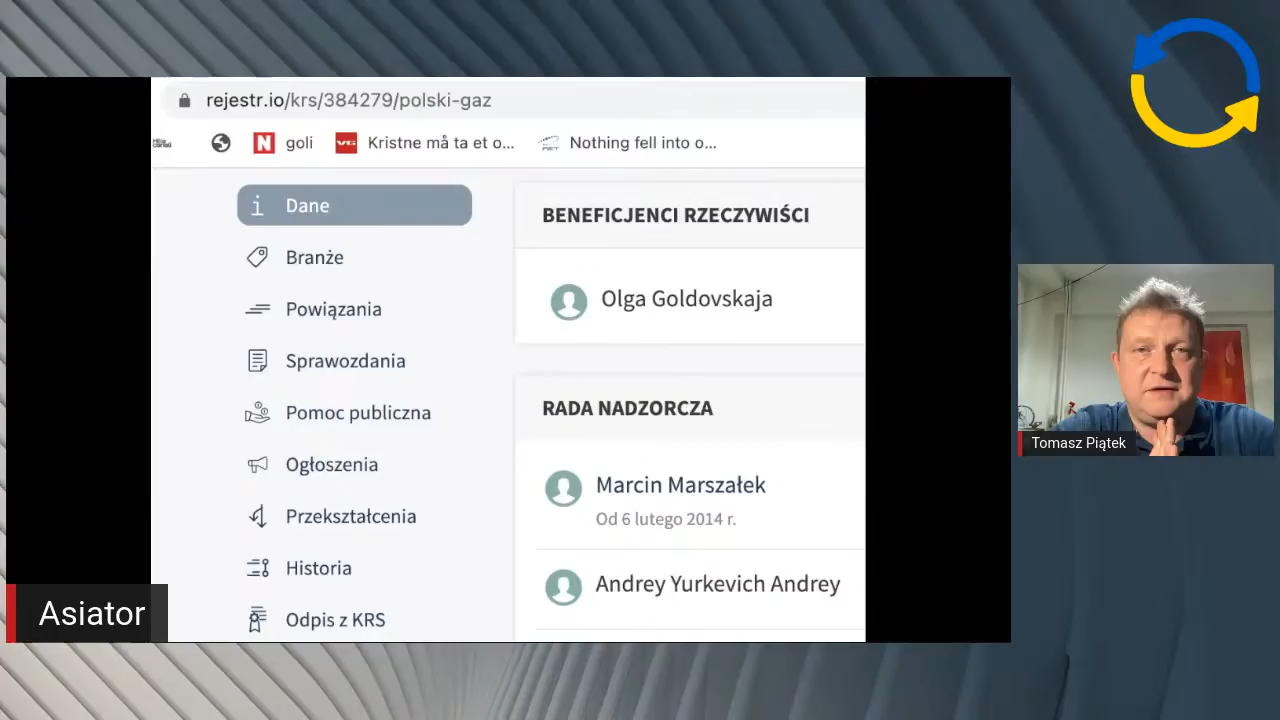 rejestr.io/krs/384279/polski-gaz
goli
Kristne må ta et o...
Nothing fell into o...
Dane
Branże
Powiązania
Sprawozdania
Pomoc publiczna
Ogłoszenia
Przekształcenia
Historia
Odpis z KRS
BENEFICJENCI RZECZYWIŚCI
Olga Goldovskaja
RADA NADZORCZA
Marcin Marszałek
Od 6 lutego 2014 r.
Andrey Yurkevich Andrey
Tomasz Piątek
Asiator